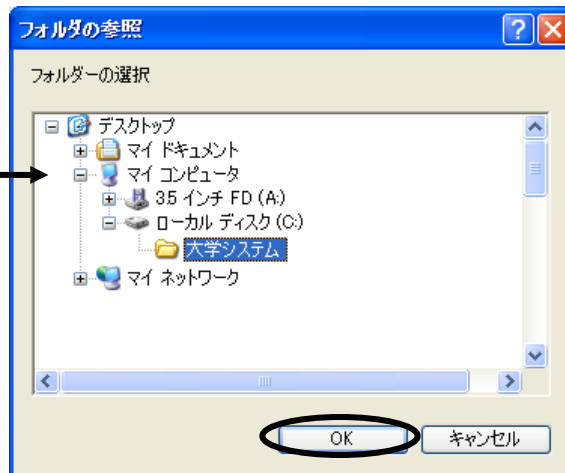 フォルダの参照
フォルダーの選択
デスクトップ
マイ ドキュメント
マイ コンピュータ
3.5 インチ FD (A:)
ローカル ディスク (C:)
大学システム
マイ ネットワーク
OK キャンセル